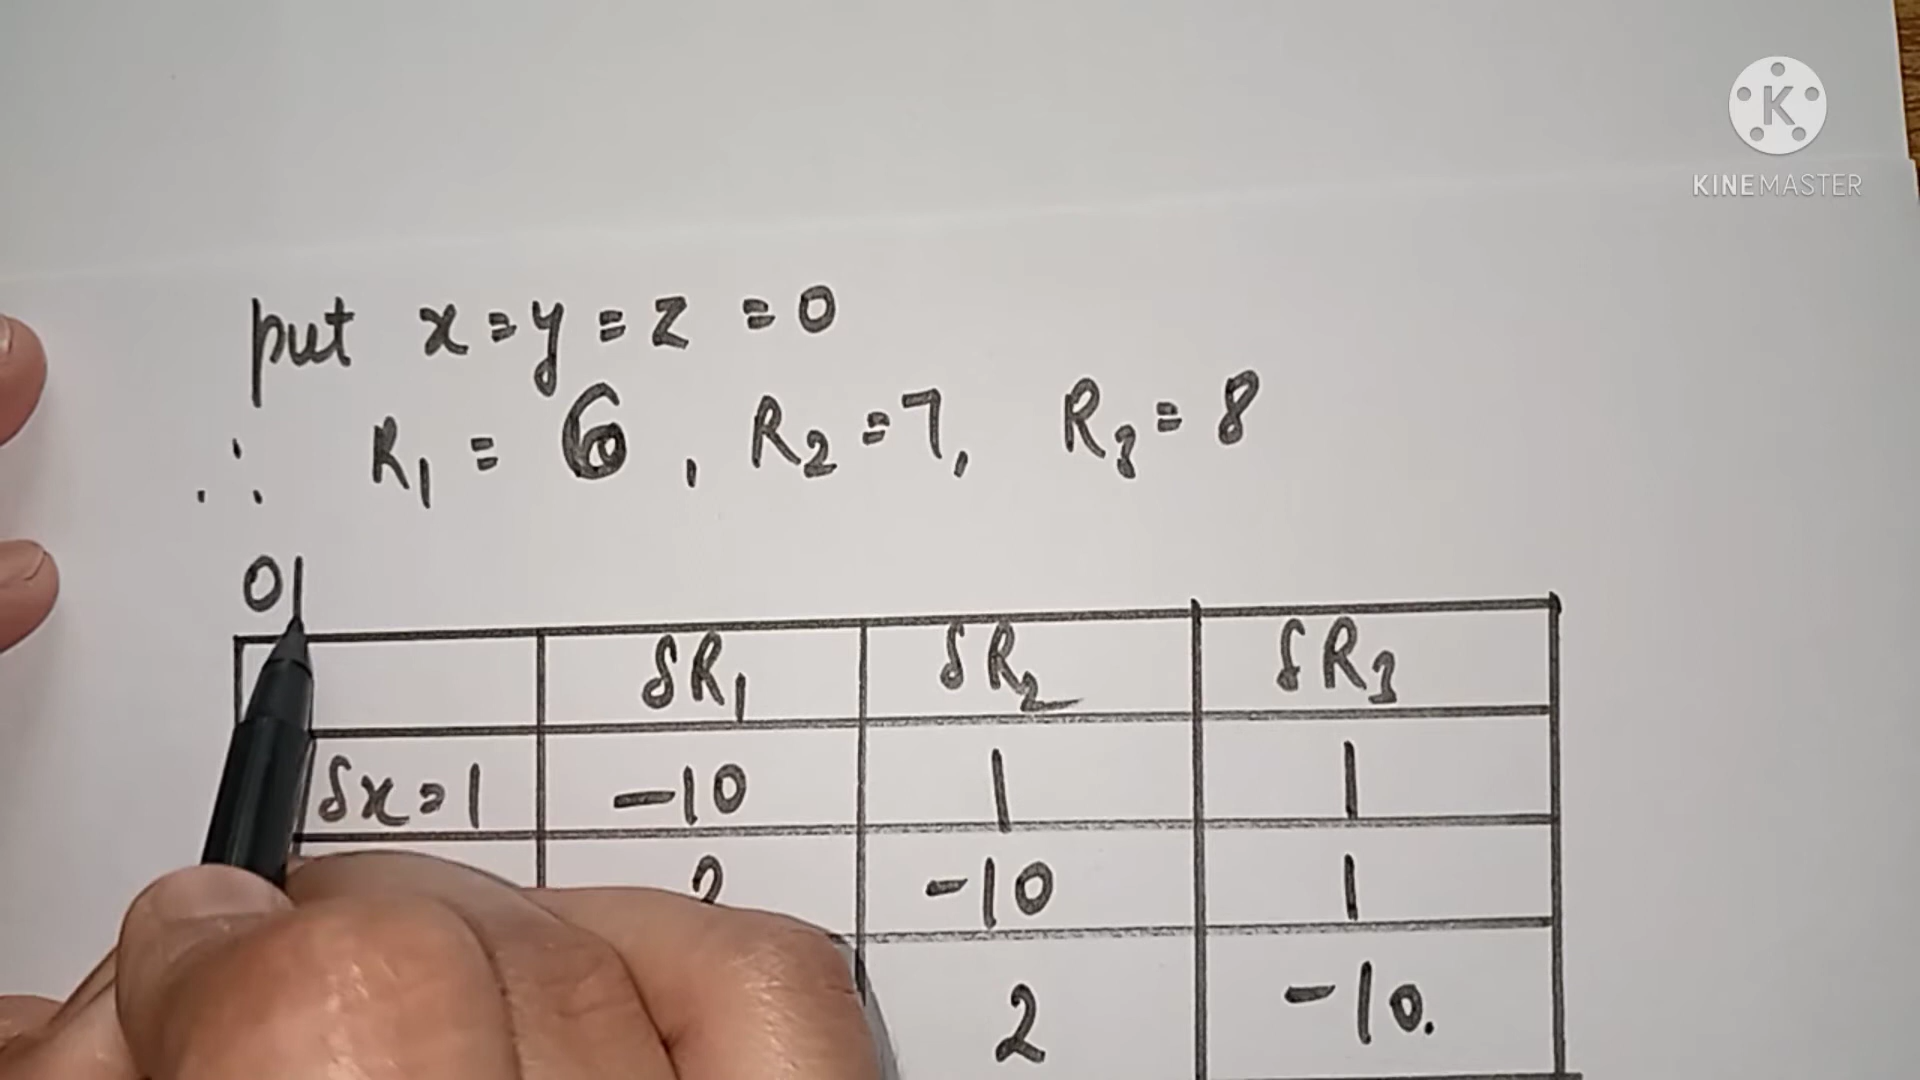 K
KINEMASTER
put x=y=z=0
∴ R₁ = 6, R₂ = 7, R₃ = 8
01
δR₁ δR₂ δR₃
δx=1 -10 1 1
-10 1
2 -10.